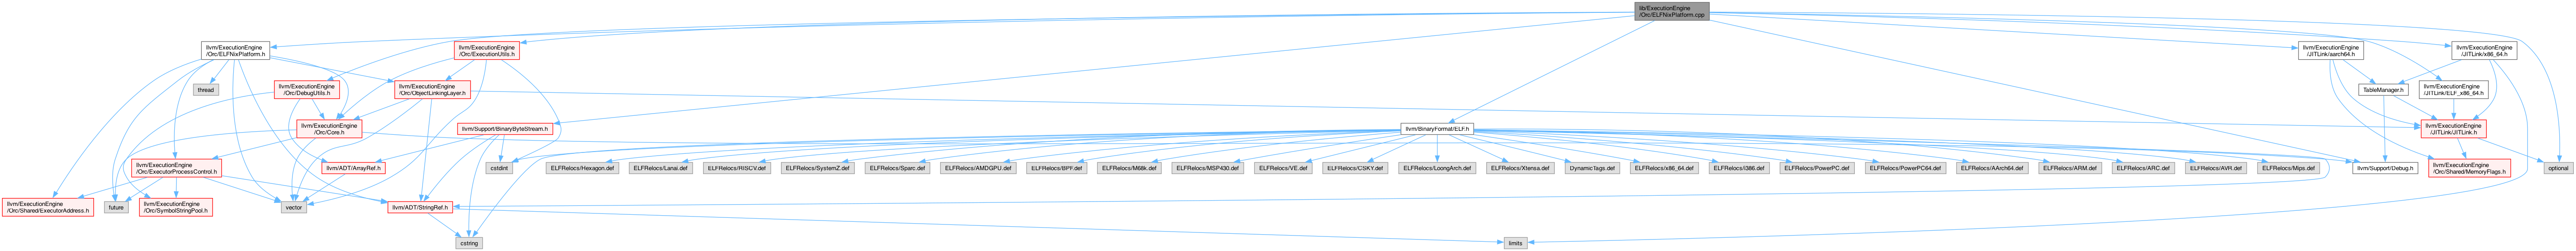 lib/ExecutionEngine
/Orc/ELFNixPlatform.cpp
llvm/ExecutionEngine
/Orc/ELFNixPlatform.h
llvm/ExecutionEngine
/Orc/ExecutionUtils.h
llvm/ExecutionEngine
/JITLink/aarch64.h
llvm/ExecutionEngine
/JITLink/x86_64.h
thread
llvm/ExecutionEngine
/Orc/DebugUtils.h
llvm/ExecutionEngine
/Orc/ObjectLinkingLayer.h
TableManager.h
llvm/ExecutionEngine
/JITLink/ELF_x86_64.h
llvm/ExecutionEngine
/Orc/Core.h
llvm/Support/BinaryByteStream.h
llvm/BinaryFormat/ELF.h
llvm/ExecutionEngine
/JITLink/JITLink.h
llvm/ExecutionEngine
/Orc/ExecutorProcessControl.h
llvm/ADT/ArrayRef.h
cstdint
ELFRelocs/Hexagon.def
ELFRelocs/Lanai.def
ELFRelocs/RISCV.def
ELFRelocs/SystemZ.def
ELFRelocs/Sparc.def
ELFRelocs/AMDGPU.def
ELFRelocs/BPF.def
ELFRelocs/M68k.def
ELFRelocs/MSP430.def
ELFRelocs/VE.def
ELFRelocs/CSKY.def
ELFRelocs/LoongArch.def
ELFRelocs/Xtensa.def
DynamicTags.def
ELFRelocs/x86_64.def
ELFRelocs/i386.def
ELFRelocs/PowerPC.def
ELFRelocs/PowerPC64.def
ELFRelocs/AArch64.def
ELFRelocs/ARM.def
ELFRelocs/ARC.def
ELFRelocs/AVR.def
ELFRelocs/Mips.def
llvm/Support/Debug.h
llvm/ExecutionEngine
/Orc/Shared/MemoryFlags.h
optional
llvm/ExecutionEngine
/Orc/Shared/ExecutorAddress.h
future
llvm/ExecutionEngine
/Orc/SymbolStringPool.h
vector
llvm/ADT/StringRef.h
cstring
limits